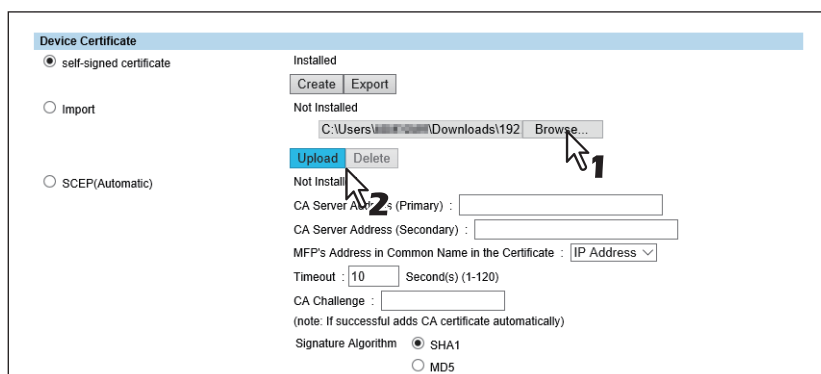 Device Certificate
self-signed certificate Installed
Create Export
Import Not Installed
C:\Users\ \Downloads\192 Browse...
1
Upload Delete
SCEP(Automatic) Not Install
2
CA Server Address (Primary) :
CA Server Address (Secondary) :
MFP's Address in Common Name in the Certificate : IP Address
Timeout : 10 Second(s) (1-120)
CA Challenge :
(note: If successful adds CA certificate automatically)
Signature Algorithm SHA1
MD5